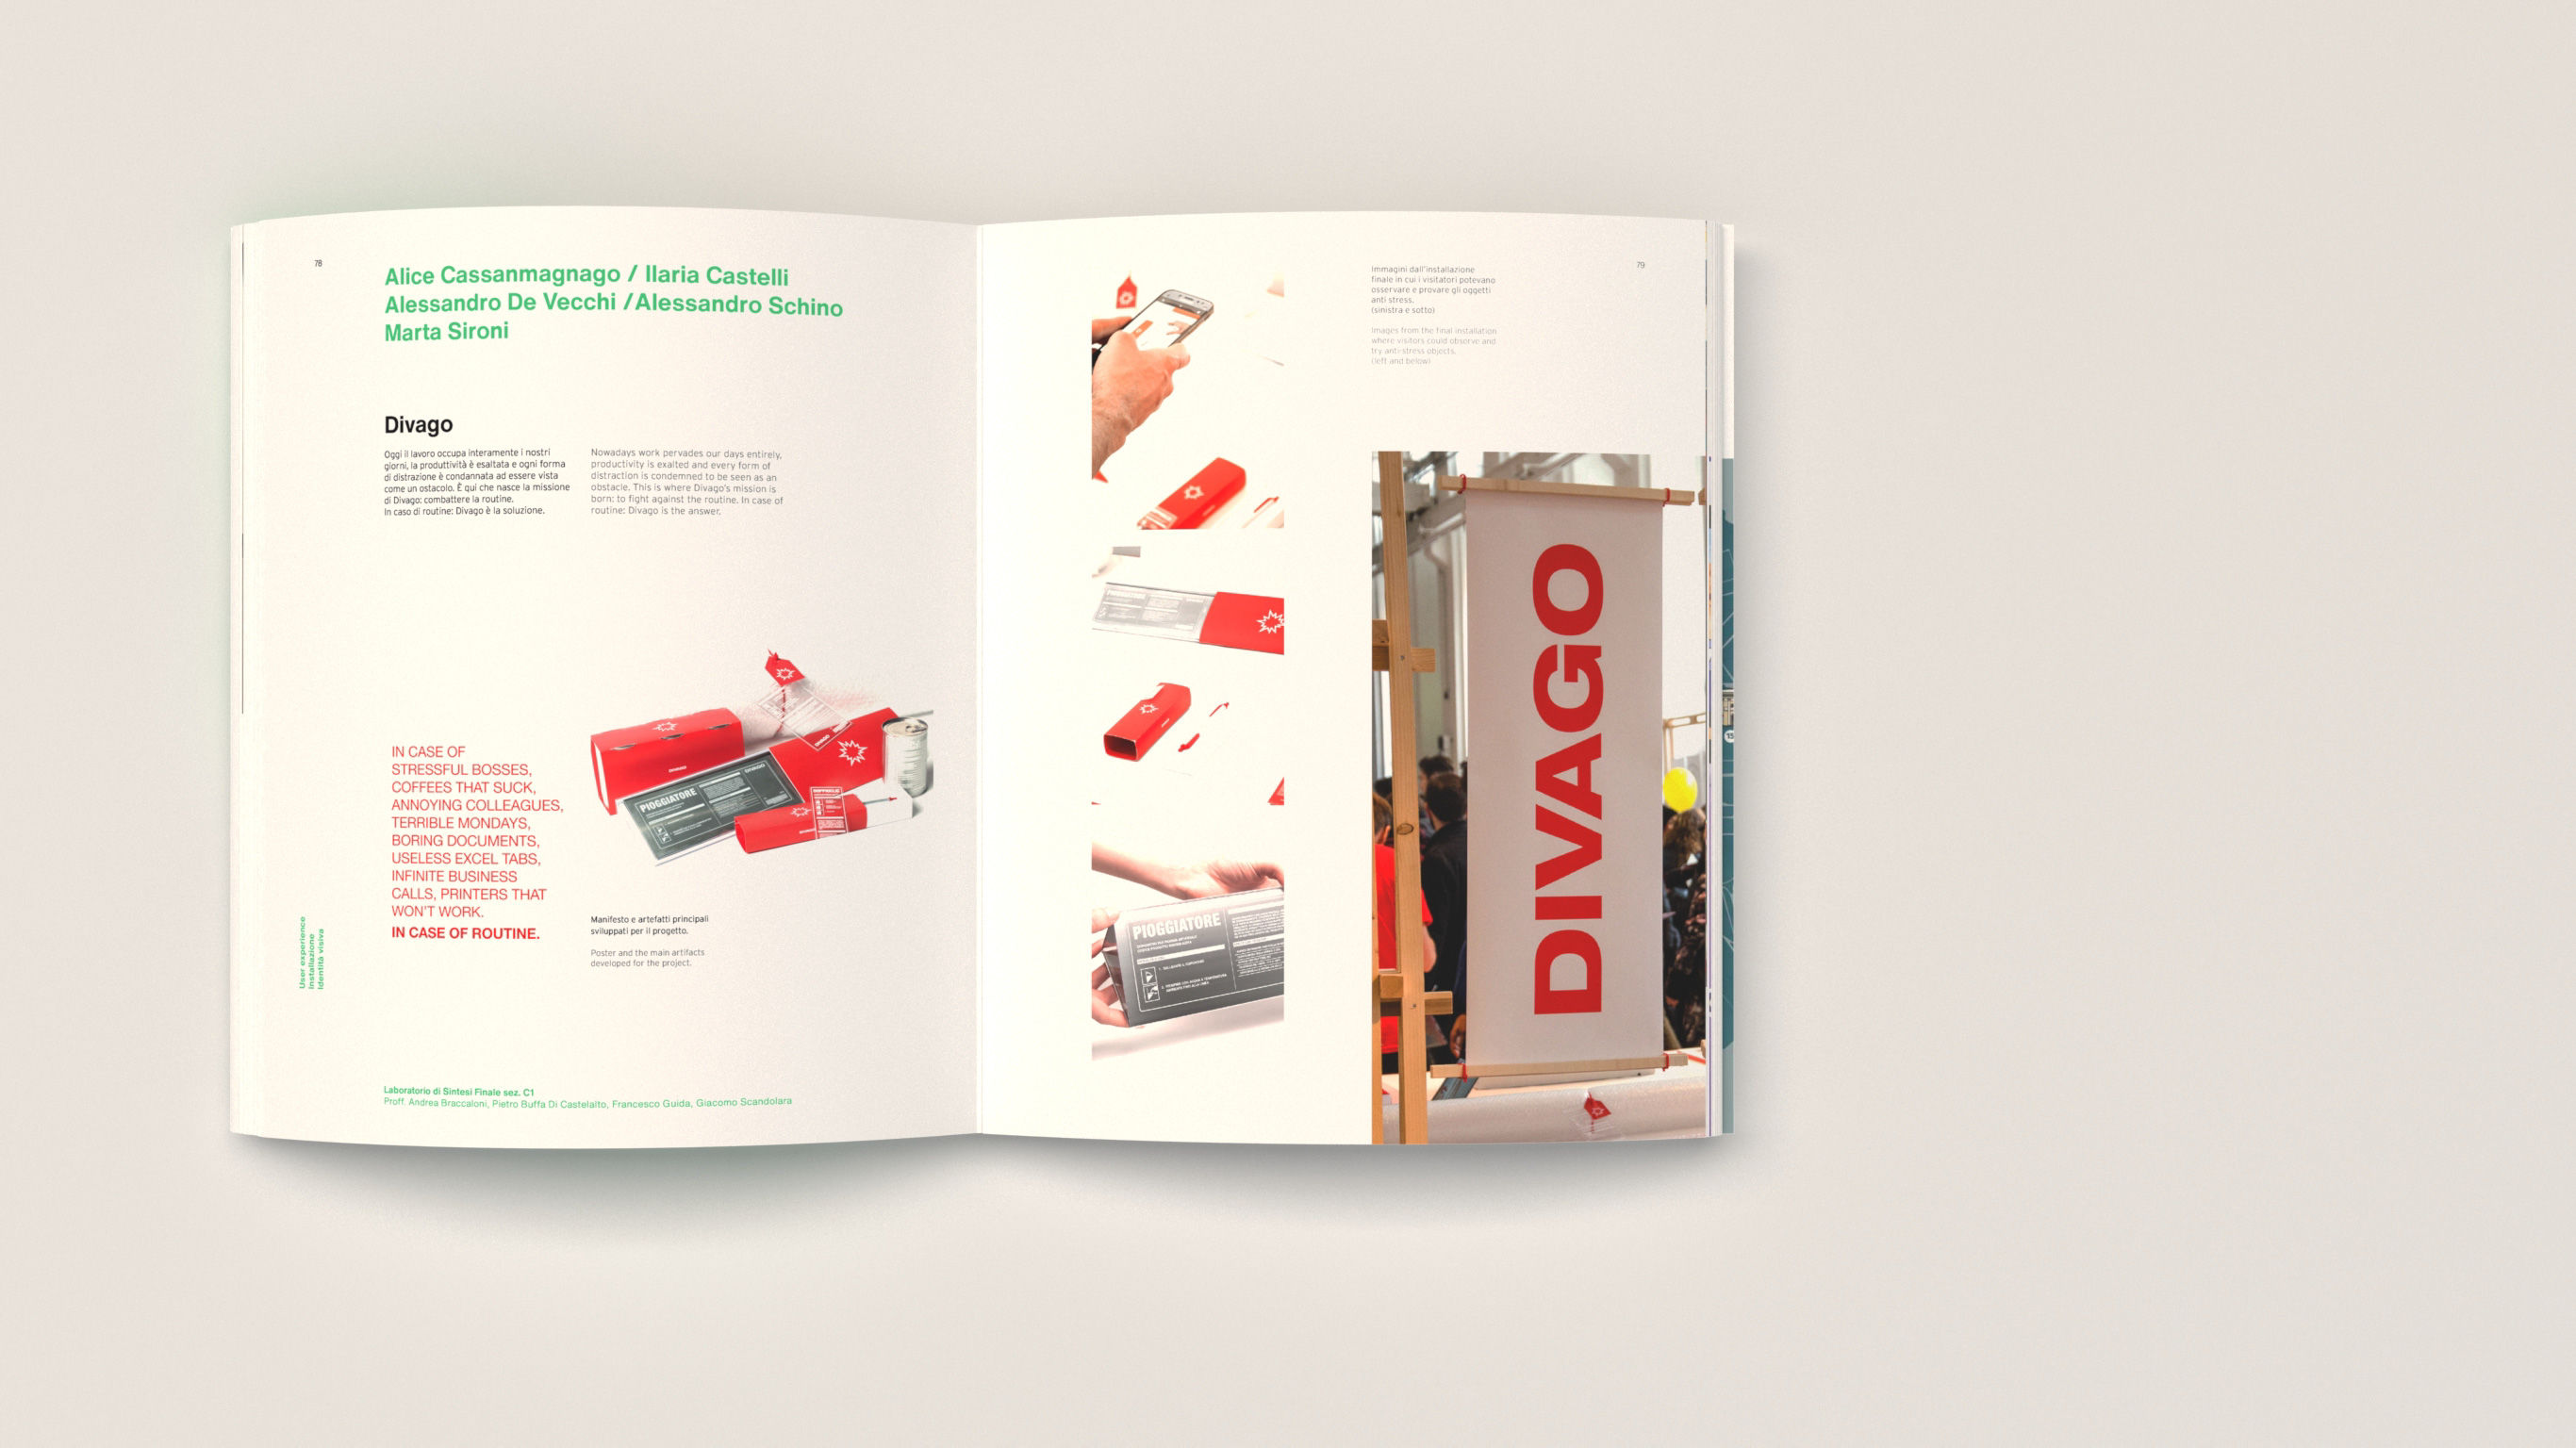 78
Alice Cassanmagnago / Ilaria Castelli
Alessandro De Vecchi /Alessandro Schino
Marta Sironi
Divago
Oggi il lavoro occupa interamente i nostri
giorni, la produttività è esaltata e ogni forma
di distrazione è condannata ad essere vista
come un ostacolo. È qui che nasce la missione
di Divago: combattere la routine.
In caso di routine: Divago è la soluzione.
Nowadays work pervades our days entirely,
productivity is exalted and every form of
distraction is condemned to be seen as an
obstacle. This is where Divago's mission is
born: to fight against the routine. In case of
routine: Divago is the answer.
IN CASE OF
STRESSFUL BOSSES,
COFFEES THAT SUCK,
ANNOYING COLLEAGUES,
TERRIBLE MONDAYS,
BORING DOCUMENTS,
USELESS EXCEL TABS,
INFINITE BUSINESS
CALLS, PRINTERS THAT
WON'T WORK.
IN CASE OF ROUTINE.
PIOGGIATORE
DIVAGO
Manifesto e artefatti principali
sviluppati per il progetto.
Poster and the main artifacts
developed for the project.
User experience
Installazione
Identità visiva
Laboratorio di Sintesi Finale sez. C1
Proff. Andrea Braccaloni, Pietro Buffa Di Castelalto, Francesco Guida, Giacomo Scandolara
79
Immagini dall'installazione
finale in cui i visitatori potevano
osservare e provare gli oggetti
anti stress.
(sinistra e sotto)
Images from the final installation
where visitors could observe and
try anti-stress objects.
(left and below)
PIOGGIATORE
DIVAGO